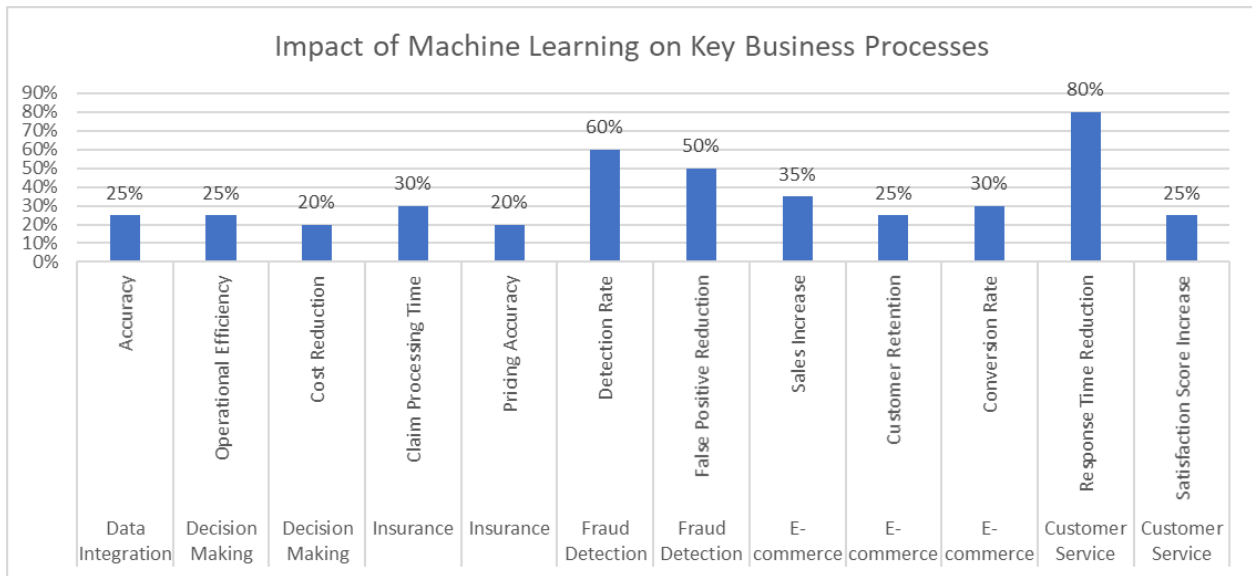 Impact of Machine Learning on Key Business Processes
90%
80%
70%
60%
50%
40%
30%
20%
10%
0%
25%
25%
20%
30%
20%
60%
50%
35%
25%
30%
80%
25%
Accuracy
Operational Efficiency
Cost Reduction
Claim Processing Time
Pricing Accuracy
Detection Rate
False Positive Reduction
Sales Increase
Customer Retention
Conversion Rate
Response Time Reduction
Satisfaction Score Increase
Data
Integration
Decision
Making
Decision
Making
Insurance
Insurance
Fraud
Detection
Fraud
Detection
E-
commerce
E-
commerce
E-
commerce
Customer
Service
Customer
Service